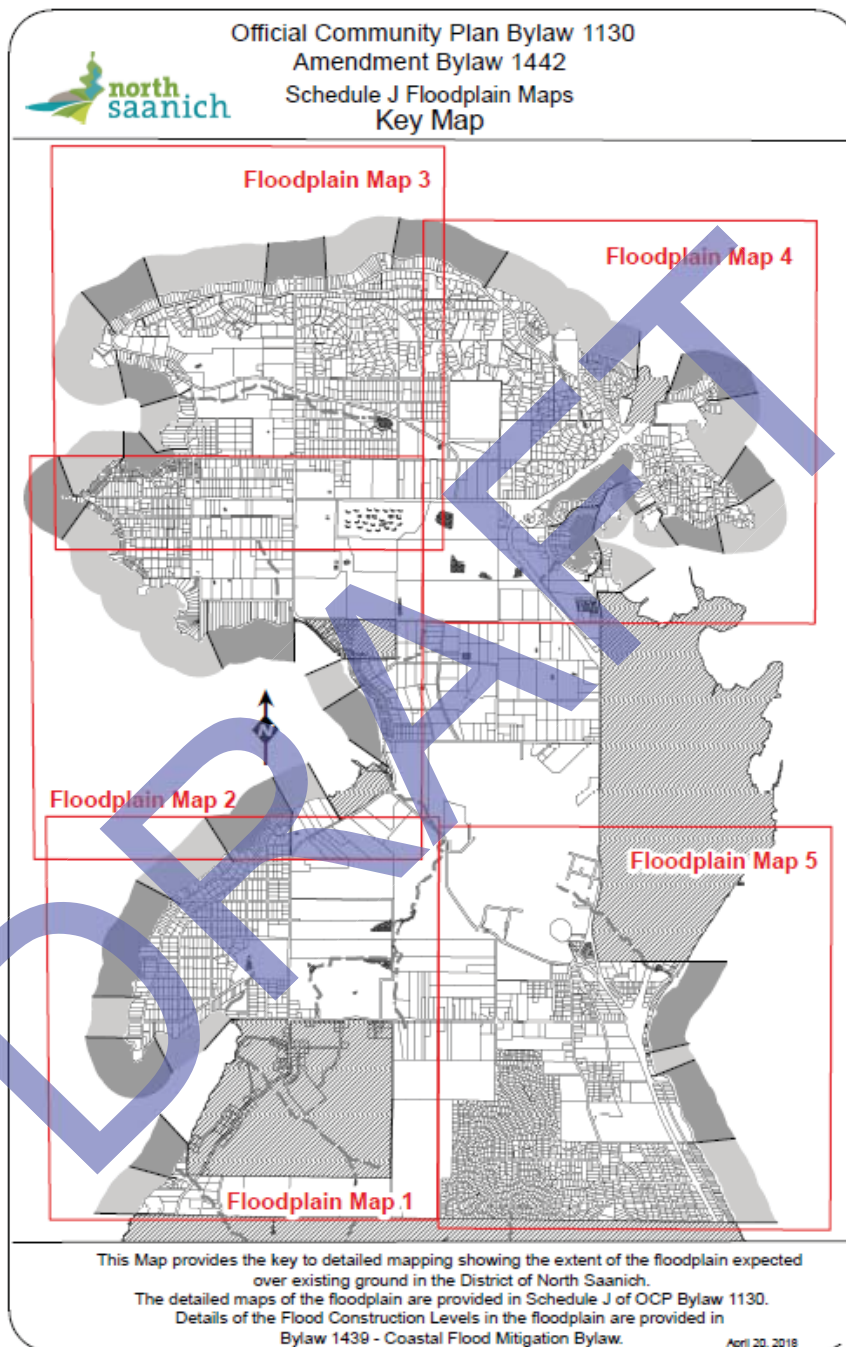 Official Community Plan Bylaw 1130
Amendment Bylaw 1442
north
saanich
Schedule J Floodplain Maps
Key Map
Floodplain Map 3
Floodplain Map 4
N
Floodplain Map 2
Floodplain Map 5
Floodplain Map 1
DRAFT
This Map provides the key to detailed mapping showing the extent of the floodplain expected
over existing ground in the District of North Saanich.
The detailed maps of the floodplain are provided in Schedule J of OCP Bylaw 1130.
Details of the Flood Construction Levels in the floodplain are provided in
Bylaw 1439 - Coastal Flood Mitigation Bylaw.
April 20, 2018